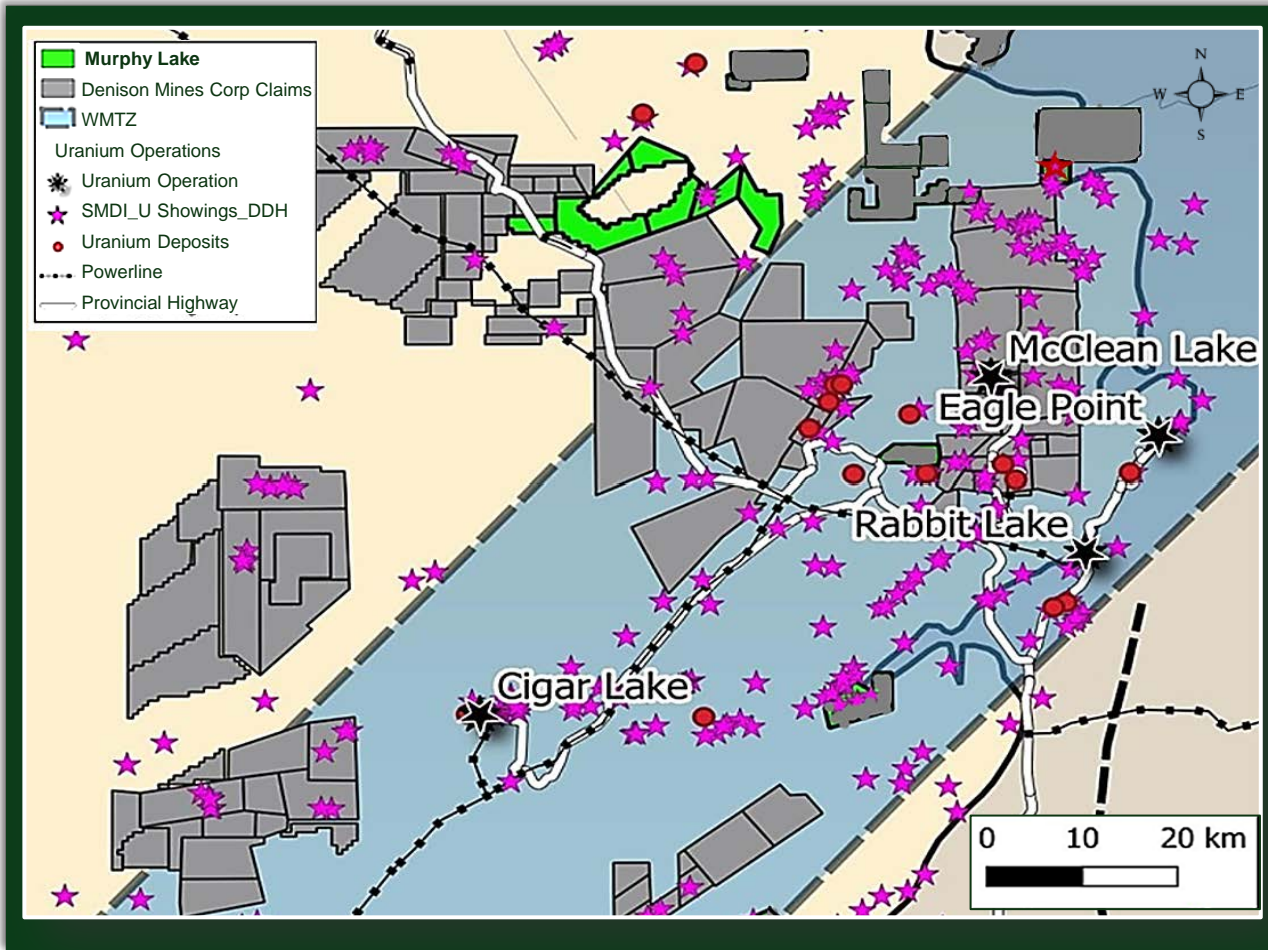 Murphy Lake
Denison Mines Corp Claims
WMTZ
Uranium Operations
Uranium Operation
SMDI_U Showings_DDH
Uranium Deposits
Powerline
Provincial Highway
N
W E
S
McClean Lake
Eagle Point
Rabbit Lake
Cigar Lake
0 10 20 km